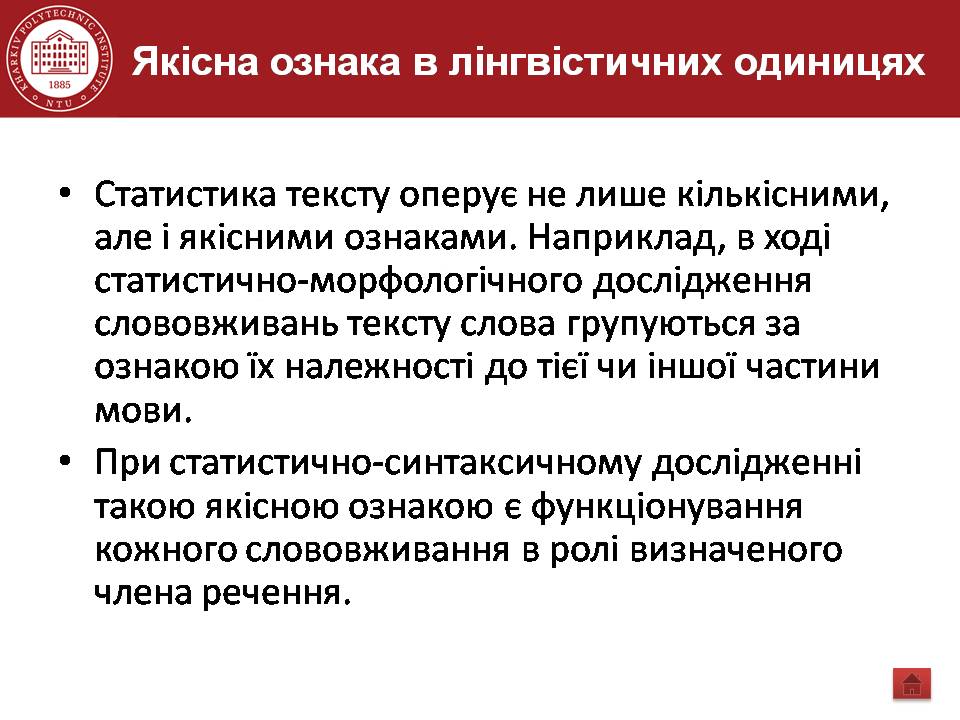 KHARKIV POLYTECHNIC INSTITUTE
1885
NTU
Якісна ознака в лінгвістичних одиницях
• Статистика тексту оперує не лише кількісними,
але і якісними ознаками. Наприклад, в ході
статистично-морфологічного дослідження
слововживань тексту слова групуються за
ознакою їх належності до тієї чи іншої частини
мови.
• При статистично-синтаксичному дослідженні
такою якісною ознакою є функціонування
кожного слововживання в ролі визначеного
члена речення.